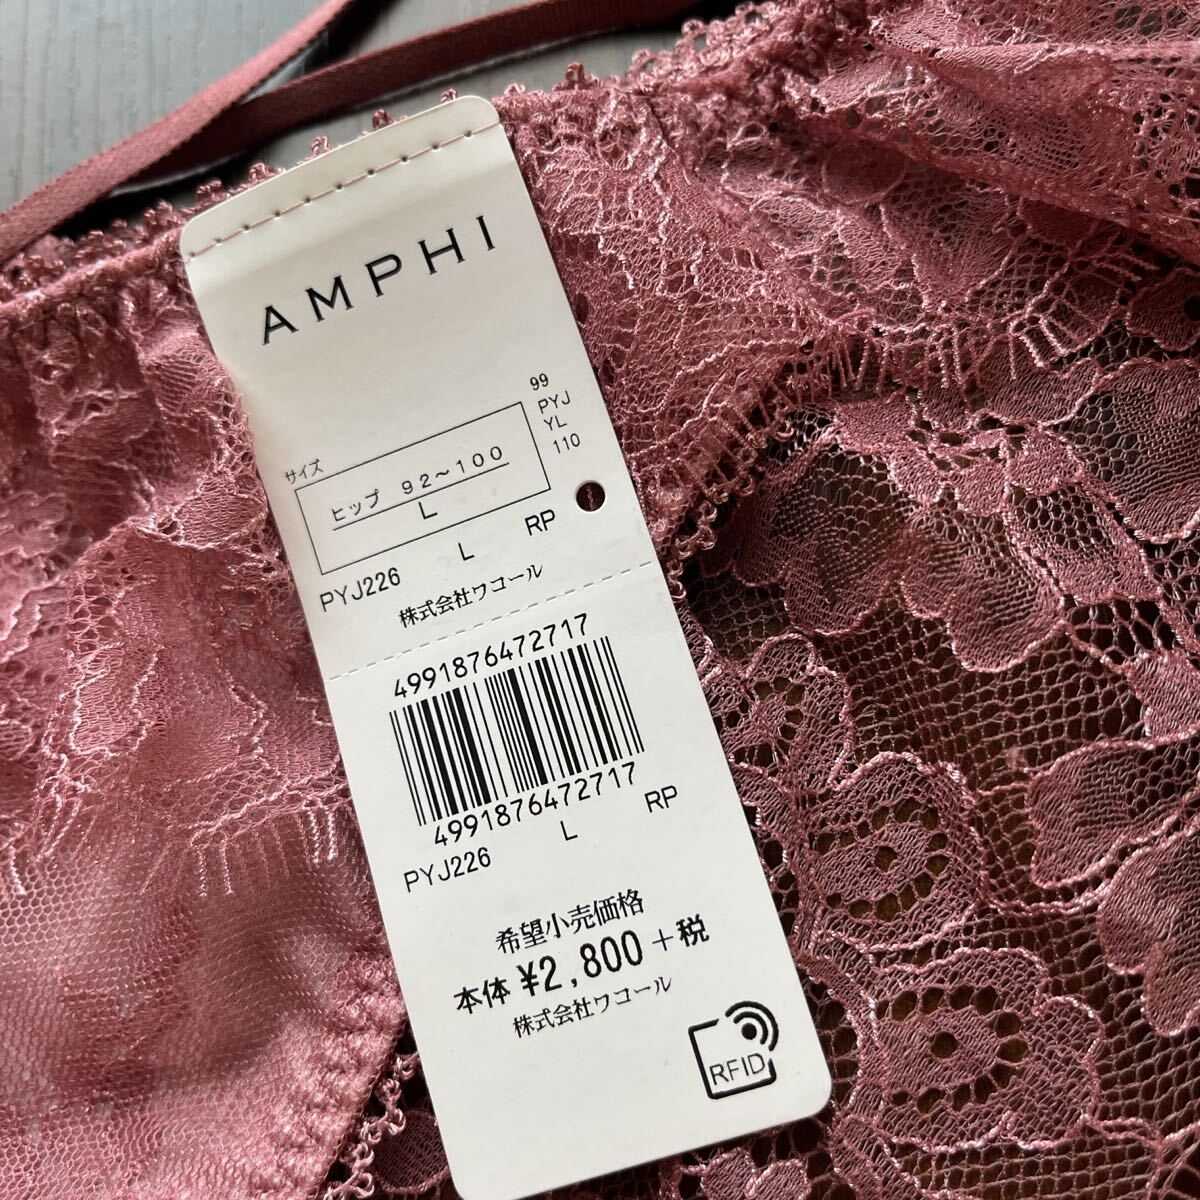 AMPHI
サイズ
99
PYJ
YL
110
ヒップ 92～100
L
PYJ226 L RP
株式会社ワコール
4991876472717
4991876472717
PYJ226 L RP
希望小売価格
本体 ¥2,800 +税
株式会社ワコール
RFID